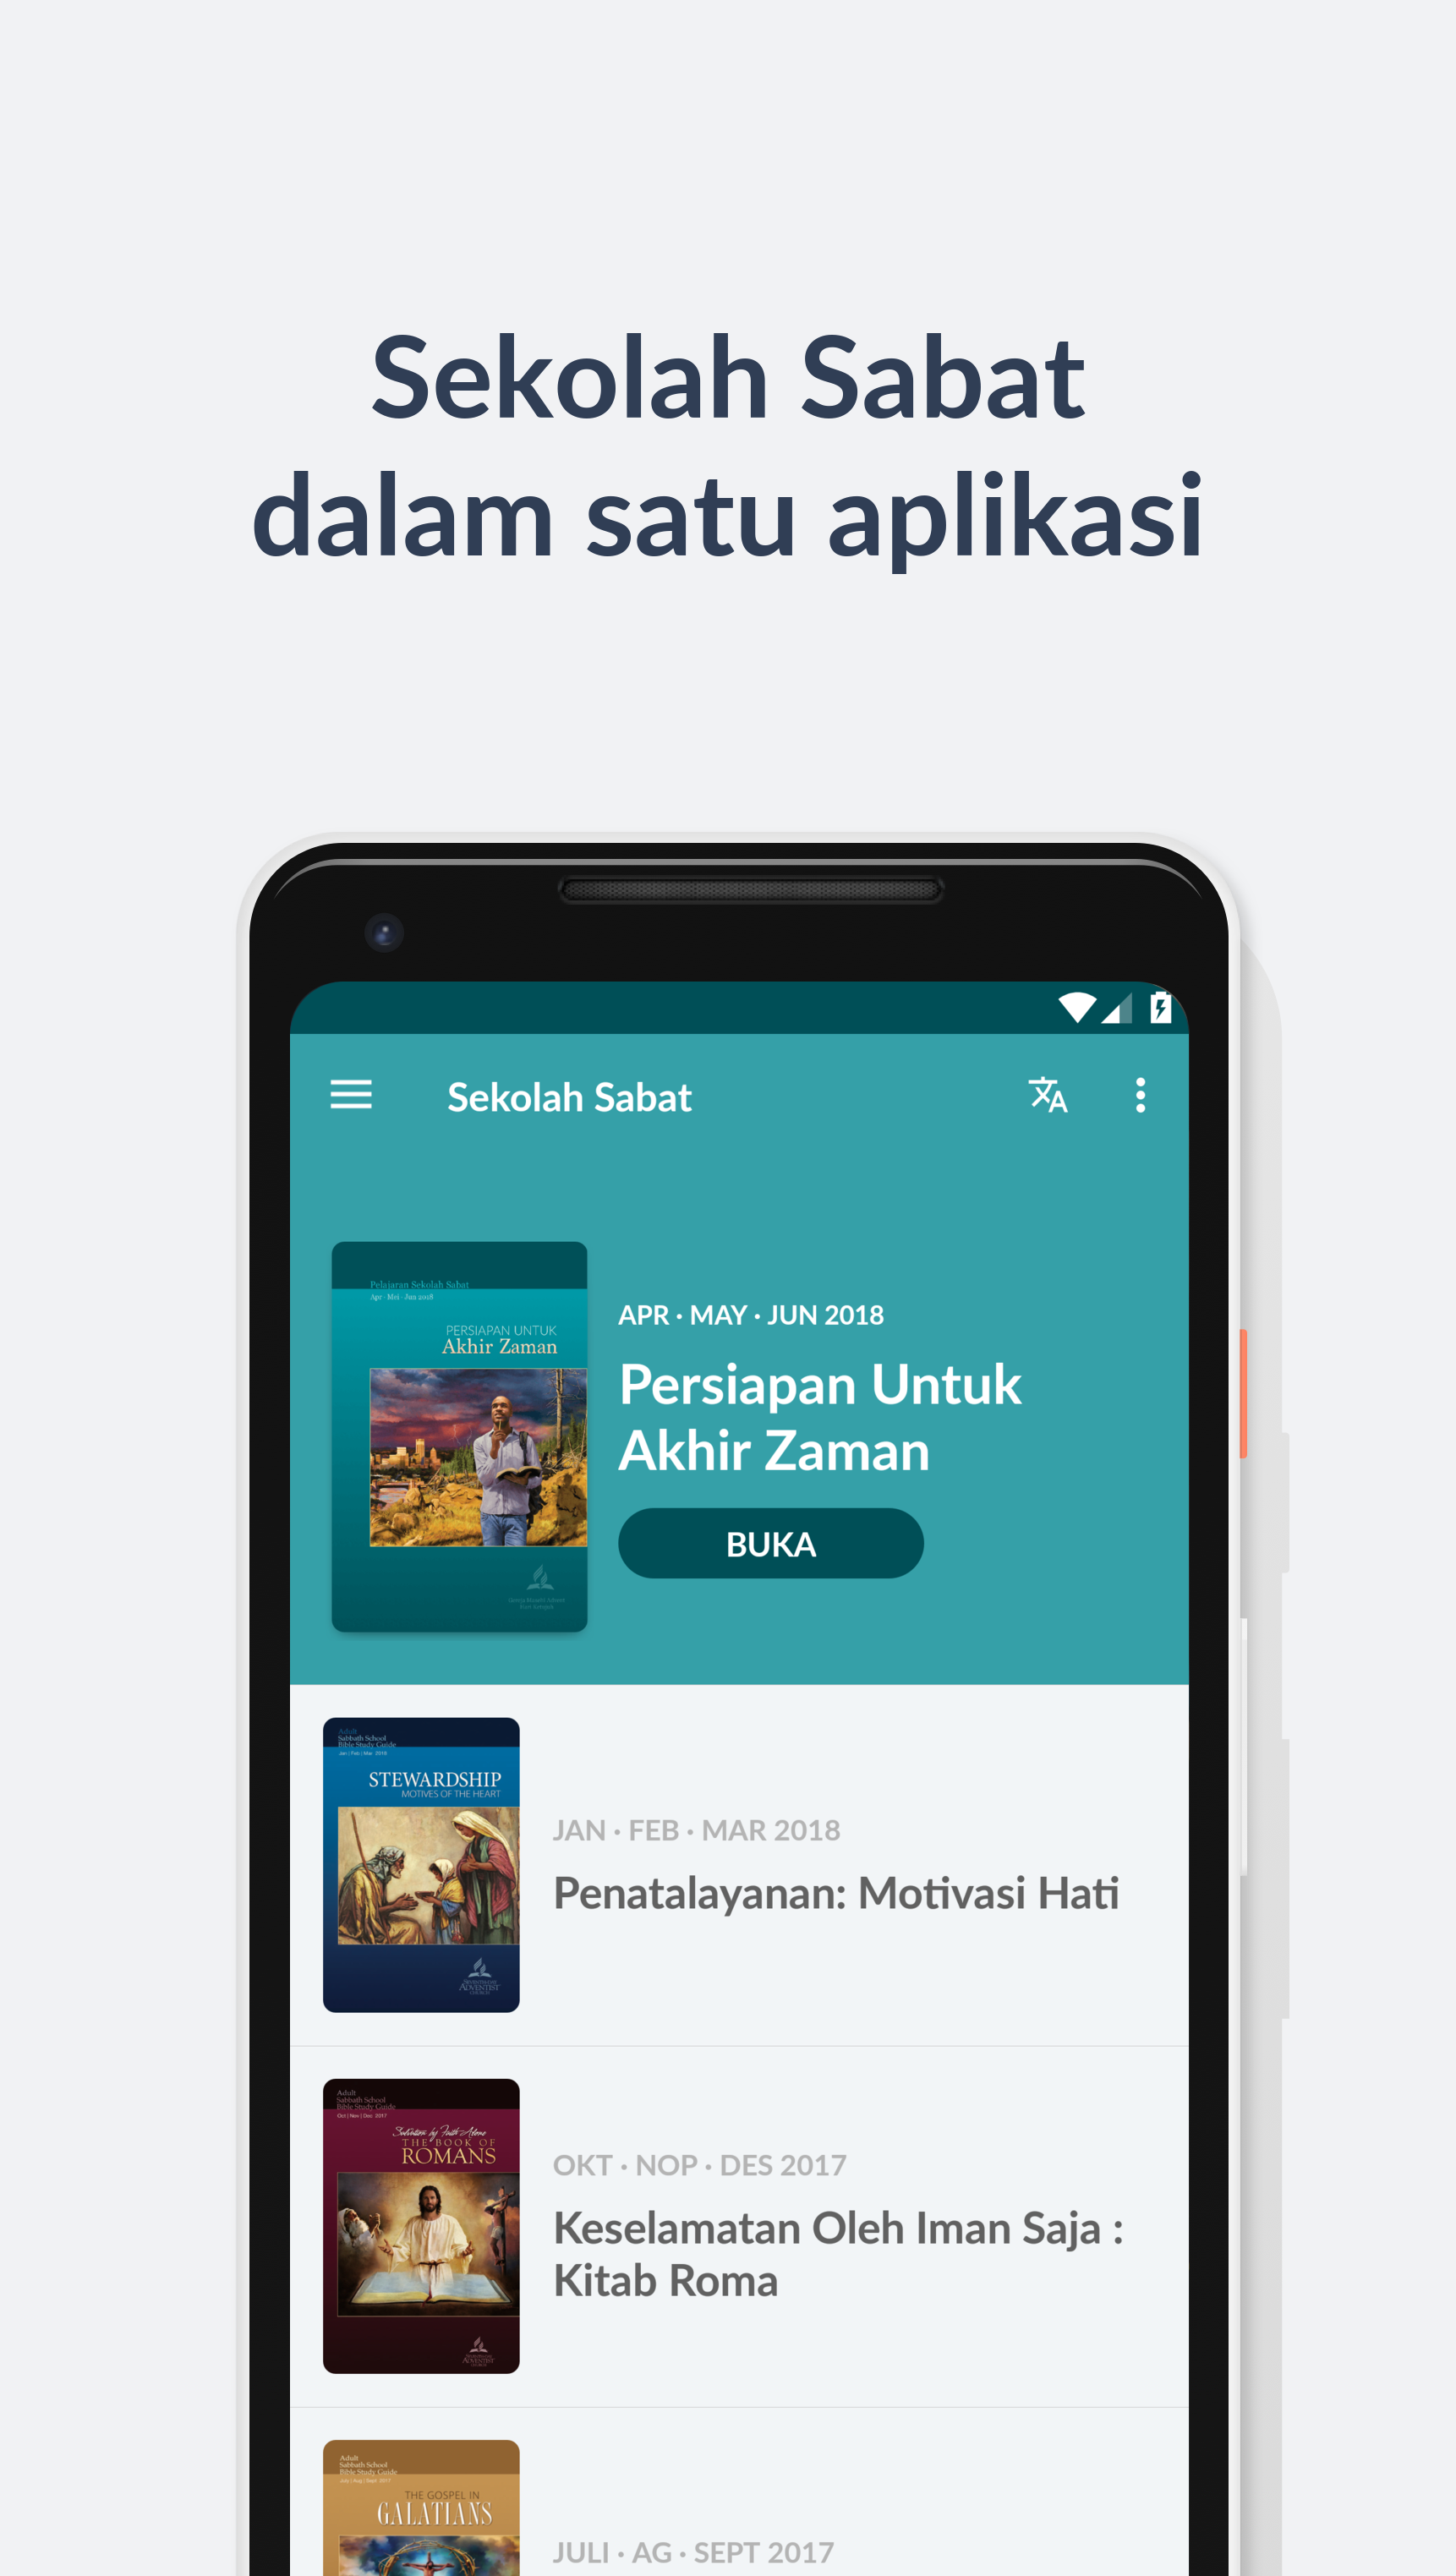 Sekolah Sabat
dalam satu aplikasi
Sekolah Sabat
Pelajaran Sekolah Sabat
Apr · Mei · Jun 2018
PERSIAPAN UNTUK
Akhir Zaman
APR · MAY · JUN 2018
Persiapan Untuk
Akhir Zaman
BUKA
Adult
Sabbath School
Bible Study Guide
Jan | Feb | Mar 2018
STEWARDSHIP
MOTIVES OF THE HEART
SEVENTH-DAY
ADVENTIST
CHURCH
JAN · FEB · MAR 2018
Penatalayanan: Motivasi Hati
Adult
Sabbath School
Bible Study Guide
Oct | Nov | Dec 2017
Salvation by Faith Alone
THE BOOK OF
ROMANS
ADVENTIST
OKT · NOP · DES 2017
Keselamatan Oleh Iman Saja :
Kitab Roma
Adult
Sabbath School
Bible Study Guide
July | Aug | Sept 2017
THE GOSPEL IN
GALATIANS
JULI · AG · SEPT 2017